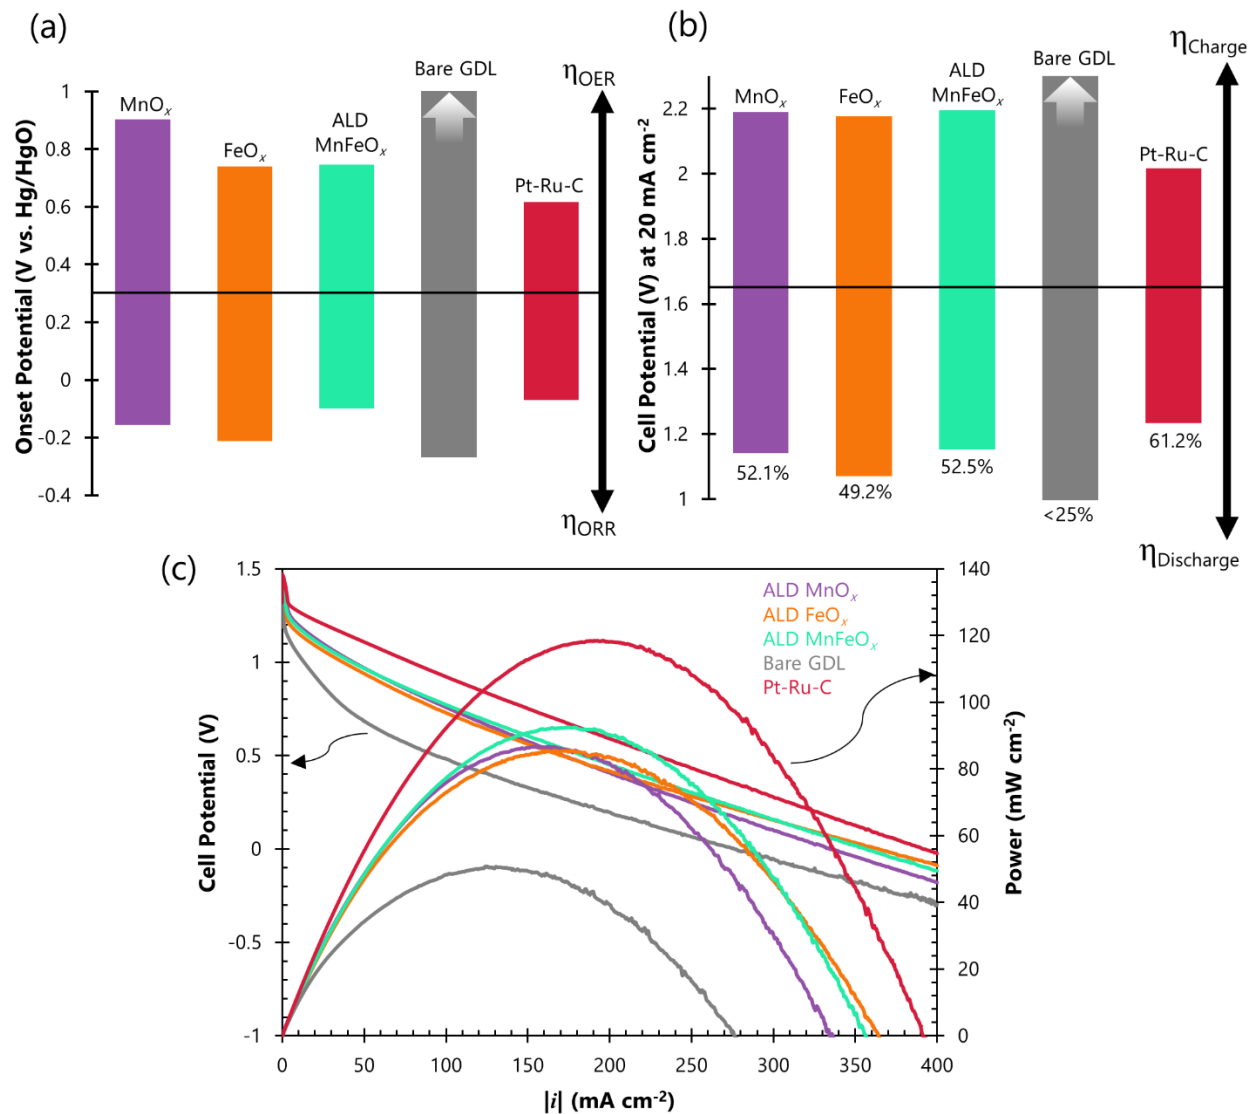 (a)
Onset Potential (V vs. Hg/HgO)
1
0.8
0.6
0.4
0.2
0
-0.2
-0.4
MnOₓ
FeOₓ
ALD
MnFeOₓ
Bare GDL
Pt-Ru-C
ηOER
ηORR
(b)
Cell Potential (V) at 20 mA cm⁻²
2.2
2
1.8
1.6
1.4
1.2
1
MnOₓ
FeOₓ
ALD
MnFeOₓ
Bare GDL
Pt-Ru-C
52.1%
49.2%
52.5%
<25%
61.2%
ηCharge
ηDischarge
(c)
Cell Potential (V)
1.5
1
0.5
0
-0.5
-1
ALD MnOₓ
ALD FeOₓ
ALD MnFeOₓ
Bare GDL
Pt-Ru-C
140
120
100
80
60
40
20
0
Power (mW cm⁻²)
0 50 100 150 200 250 300 350 400
|i| (mA cm⁻²)